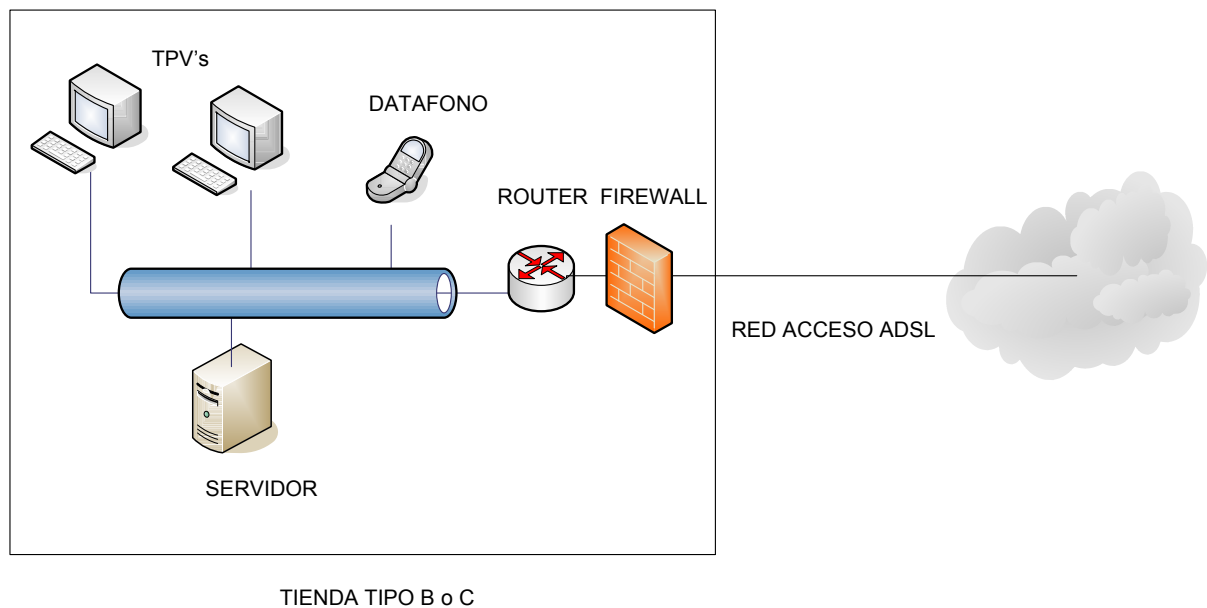 TPV's
DATAFONO
ROUTER FIREWALL
RED ACCESO ADSL
SERVIDOR
TIENDA TIPO B o C